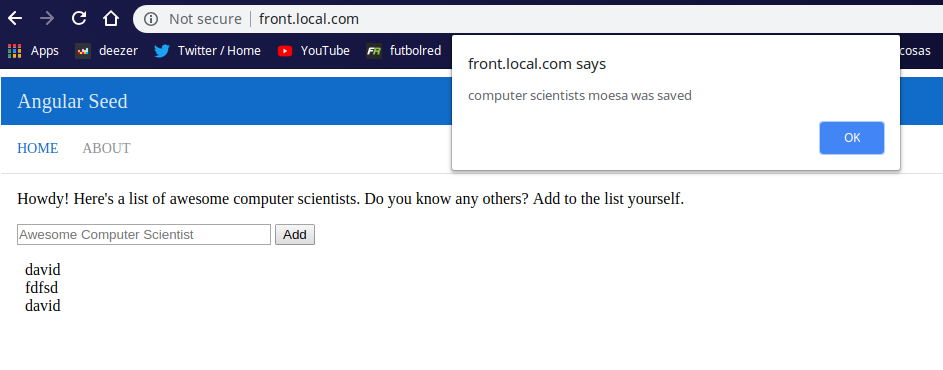 Not secure | front.local.com
Apps deezer Twitter / Home YouTube FR futbolred cosas
front.local.com says
computer scientists moesa was saved
OK
Angular Seed
HOME ABOUT
Howdy! Here's a list of awesome computer scientists. Do you know any others? Add to the list yourself.
Awesome Computer Scientist Add
david
fdfsd
david